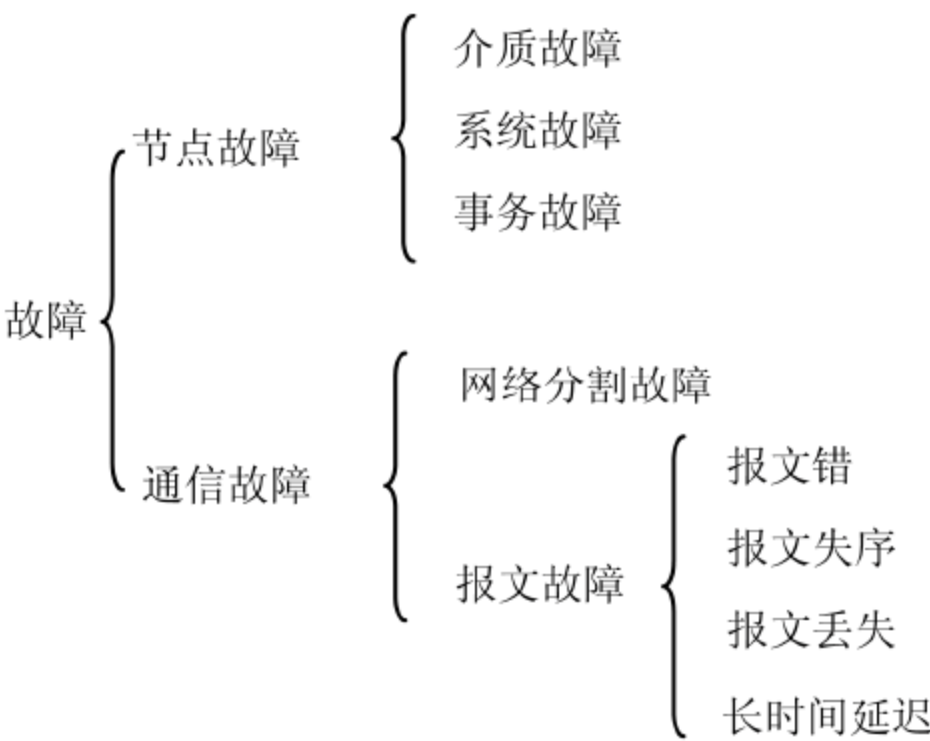 介质故障
系统故障
节点故障
事务故障
故障
网络分割故障
报文错
通信故障
报文失序
报文故障
报文丢失
长时间延迟